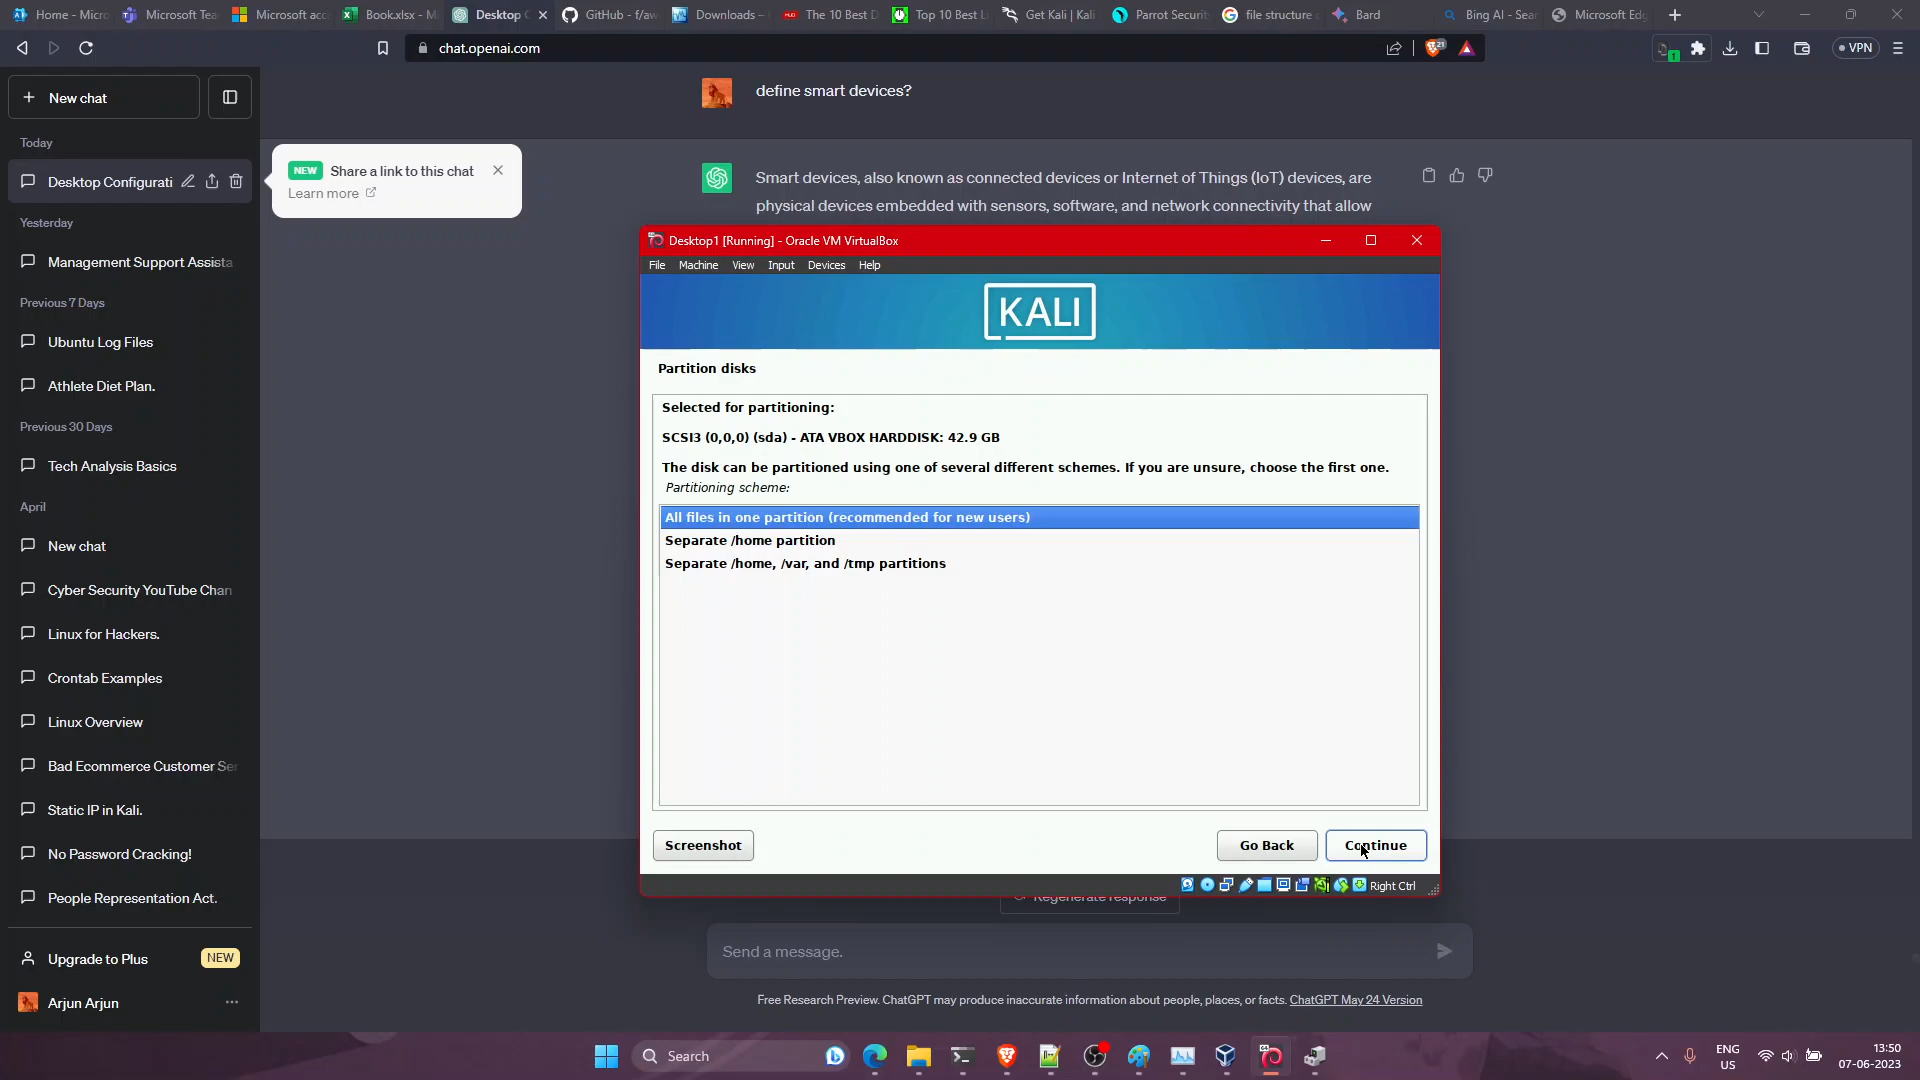 Home - Micro
Microsoft Tea
Microsoft acc
Book.xlsx - M
Desktop C
GitHub - f/aw
Downloads –
The 10 Best D
Top 10 Best Li
Get Kali | Kali
Parrot Securit
file structure o
Bard
Bing AI - Sear
Microsoft Edg
chat.openai.com
21
1
VPN
New chat
Today
Desktop Configurati
Yesterday
Management Support Assista
Previous 7 Days
Ubuntu Log Files
Athlete Diet Plan.
Previous 30 Days
Tech Analysis Basics
April
New chat
Cyber Security YouTube Chan
Linux for Hackers.
Crontab Examples
Linux Overview
Bad Ecommerce Customer Ser
Static IP in Kali.
No Password Cracking!
People Representation Act.
Upgrade to Plus
NEW
Arjun Arjun
NEW Share a link to this chat
Learn more
define smart devices?
Smart devices, also known as connected devices or Internet of Things (IoT) devices, are
physical devices embedded with sensors, software, and network connectivity that allow
Desktop1 [Running] - Oracle VM VirtualBox
File Machine View Input Devices Help
KALI
Partition disks
Selected for partitioning:
SCSI3 (0,0,0) (sda) - ATA VBOX HARDDISK: 42.9 GB
The disk can be partitioned using one of several different schemes. If you are unsure, choose the first one.
Partitioning scheme:
All files in one partition (recommended for new users)
Separate /home partition
Separate /home, /var, and /tmp partitions
Screenshot
Go Back
Continue
Right Ctrl
Regenerate response
Send a message.
Free Research Preview. ChatGPT may produce inaccurate information about people, places, or facts. ChatGPT May 24 Version
Search
ENG
US
13:50
07-06-2023